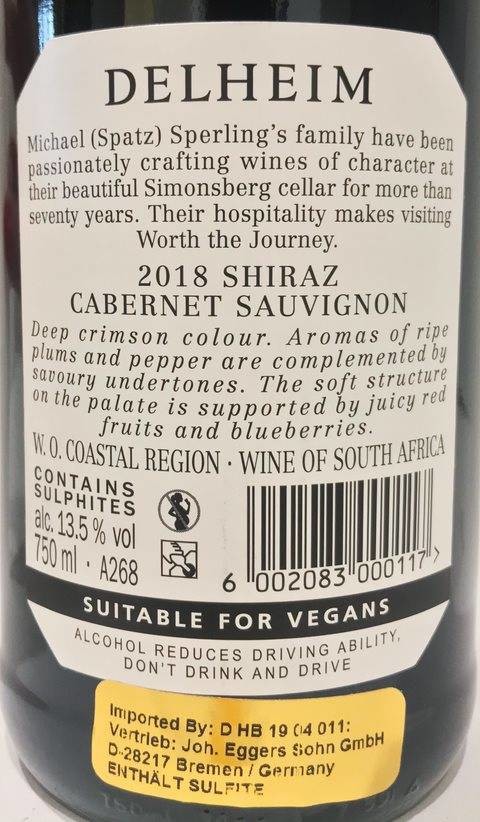 DELHEIM
Michael (Spatz) Sperling's family have been
passionately crafting wines of character at
their beautiful Simonsberg cellar for more than
seventy years. Their hospitality makes visiting
Worth the Journey.
2018 SHIRAZ
CABERNET SAUVIGNON
Deep crimson colour. Aromas of ripe
plums and pepper are complemented by
savoury undertones. The soft structure
on the palate is supported by juicy red
fruits and blueberries.
W.O. COASTAL REGION · WINE OF SOUTH AFRICA
CONTAINS
SULPHITES
alc. 13.5 % vol
750 ml · A268
6 002083 000117 >
SUITABLE FOR VEGANS
ALCOHOL REDUCES DRIVING ABILITY,
DON'T DRINK AND DRIVE
Imported By: D HB 19 04 011:
Vertrieb: Joh. Eggers Sohn GmbH
D-28217 Bremen / Germany
ENTHÄLT SULFITE